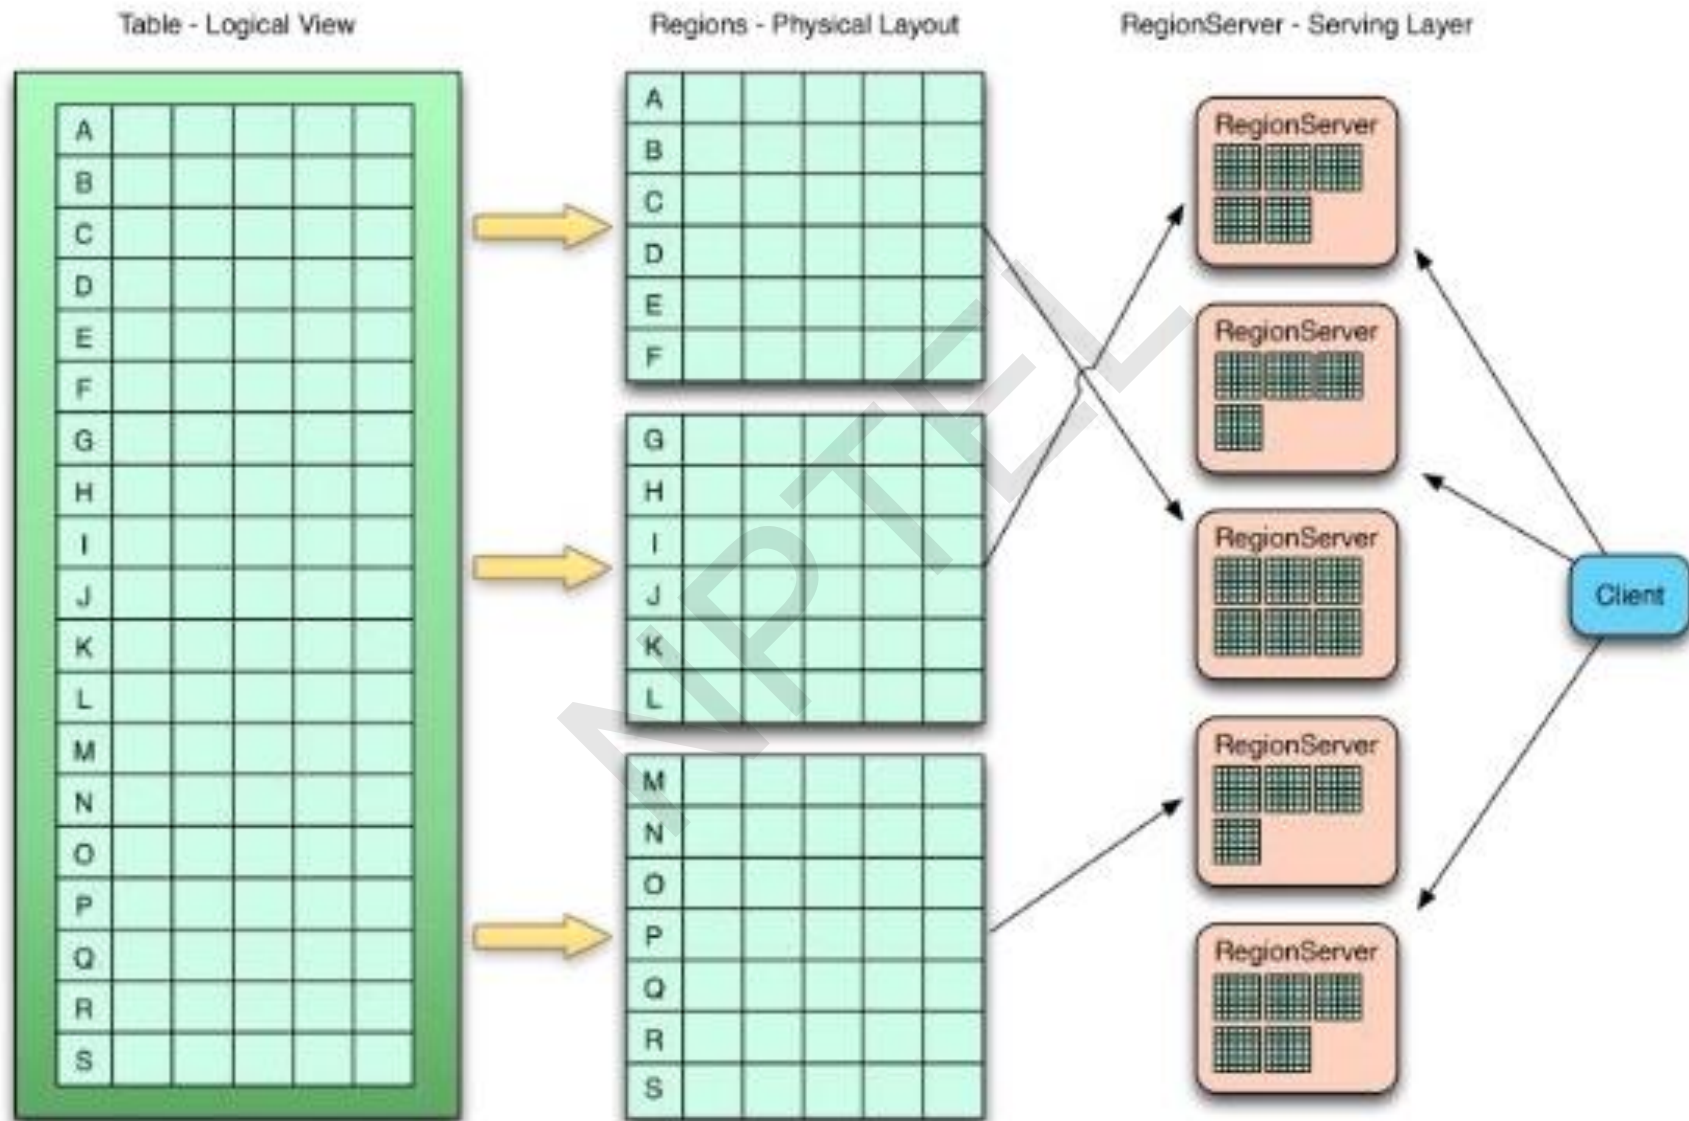 Table - Logical View
Regions - Physical Layout
RegionServer - Serving Layer
A
B
C
D
E
F
G
H
I
J
K
L
M
N
O
P
Q
R
S
A
B
C
D
E
F
G
H
I
J
K
L
M
N
O
P
Q
R
S
RegionServer
RegionServer
RegionServer
RegionServer
RegionServer
Client
NPTEL